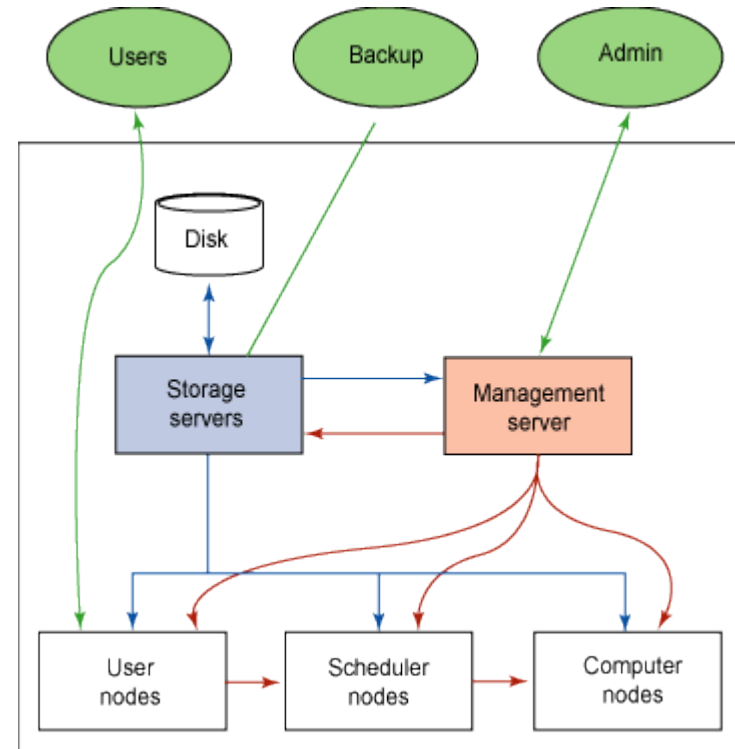 Users
Backup
Admin
Disk
Storage
servers
Management
server
User
nodes
Scheduler
nodes
Computer
nodes